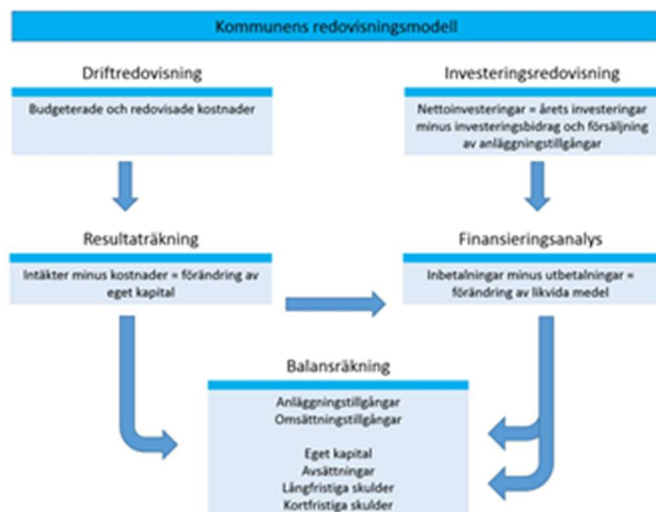 Kommunens redovisningsmodell
Driftredovisning
Budgeterade och redovisade kostnader
Investeringsredovisning
Nettoinvesteringar = årets investeringar
minus investeringsbidrag och försäljning
av anläggningstillgångar
Resultaträkning
Intäkter minus kostnader = förändring av
eget kapital
Finansieringsanalys
Inbetalningar minus utbetalningar =
förändring av likvida medel
Balansräkning
Anläggningstillgångar
Omsättningstillgångar
Eget kapital
Avsättningar
Långfristiga skulder
Kortfristiga skulder